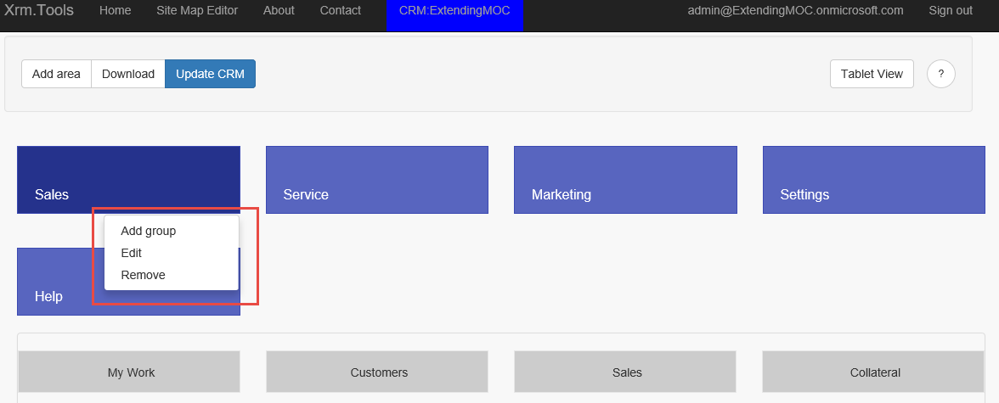 Xrm.Tools Home Site Map Editor About Contact CRM:ExtendingMOC admin@ExtendingMOC.onmicrosoft.com Sign out
Add area Download Update CRM Tablet View ?
Sales Service Marketing Settings
Add group
Edit
Remove
Help
My Work Customers Sales Collateral